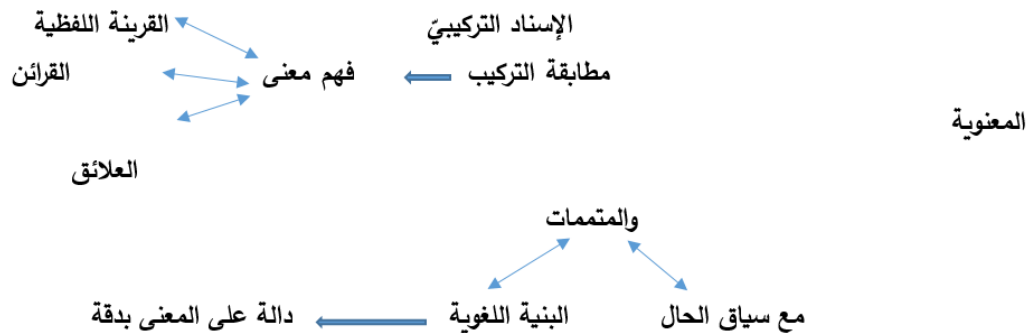 الإسناد التركيبيّ القرينة اللفظية
مطابقة التركيب فهم معنى القرائن
المعنوية
العلائق
والمتممات
مع سياق الحال البنية اللغوية دالة على المعنى بدقة